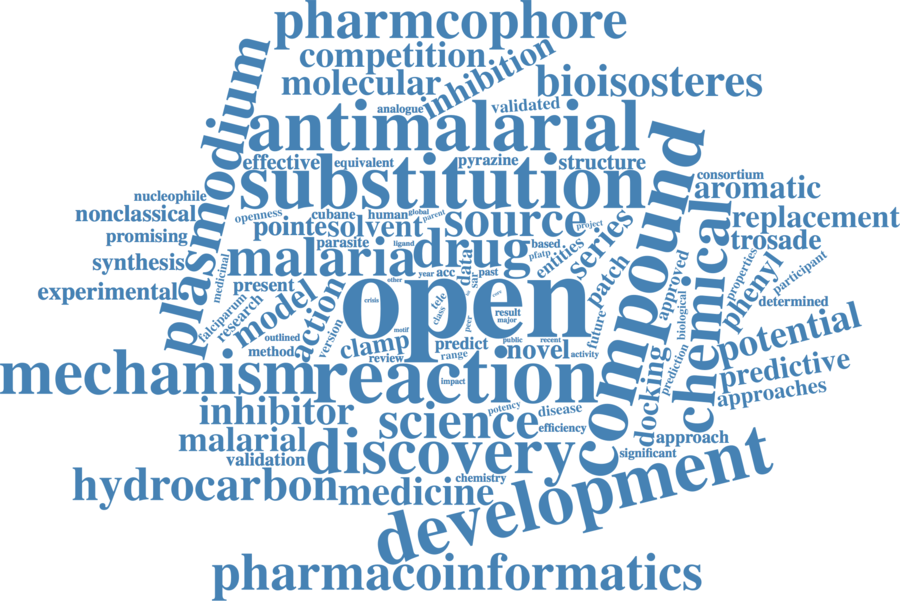 pharmcophore
competition
inhibition
molecular
bioisosteres
plasmodium
analogue
validated
antimalarial
compound
effective
equivalent
pyrazine
structure
substitution
consortium
aromatic
nucleophile
nonclassical
openness
cubane
human
global
parent
source
project
series
chemical
replacement
pointe
solvent
promising
parasite
ligand
drug
based
pfatp
entities
trosade
synthesis
malaria
data
medicinal
experimental
present
other
year
acc
past
patch
approved
properties
phenyl
participant
falciparum
research
model
action
open
crisis
tele
class
peer
result
major
future
biological
determined
outlined
version
motif
public
recent
potential
method
clamp
predict
novel
activity
review
range
prediction
docking
mechanism
reaction
impact
predictive
approaches
inhibitor
science
potency
disease
efficiency
malarial
discovery
approach
validation
significant
hydrocarbon
chemistry
medicine
development
pharmacoinformatics